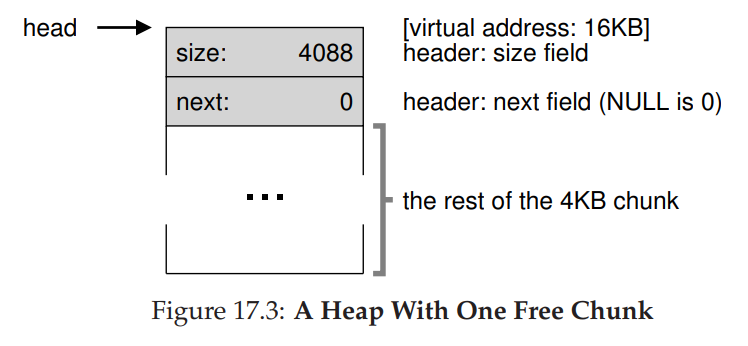 head
[virtual address: 16KB]
size: 4088
header: size field
next: 0
header: next field (NULL is 0)
...
the rest of the 4KB chunk
Figure 17.3: A Heap With One Free Chunk